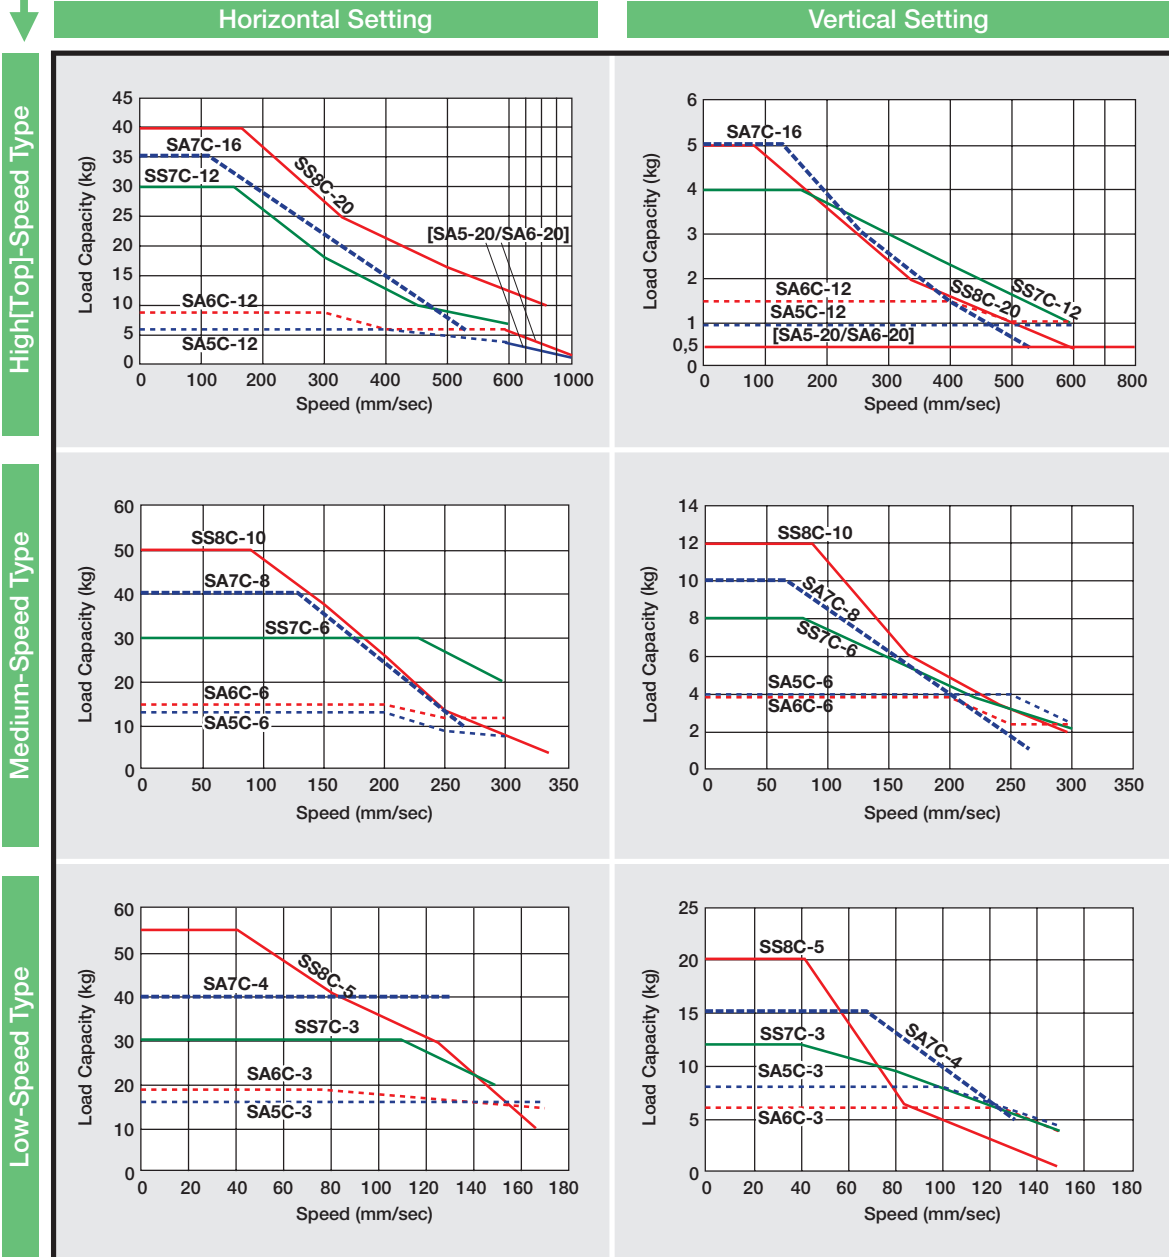 Horizontal Setting
Vertical Setting
High[Top]-Speed Type
45
40
35
30
25
20
15
10
5
0
Load Capacity (kg)
SA7C-16
SS7C-12
SS8C-20
[SA5-20/SA6-20]
SA6C-12
SA5C-12
0 100 200 300 400 500 600 1000
Speed (mm/sec)
6
5
4
3
2
1
0,5
0
Load Capacity (kg)
SA7C-16
SA6C-12
SS8C-20
SS7C-12
SA5C-12
[SA5-20/SA6-20]
0 100 200 300 400 500 600 800
Speed (mm/sec)
Medium-Speed Type
60
50
40
30
20
10
0
Load Capacity (kg)
SS8C-10
SA7C-8
SS7C-6
SA6C-6
SA5C-6
0 50 100 150 200 250 300 350
Speed (mm/sec)
14
12
10
8
6
4
2
0
Load Capacity (kg)
SS8C-10
SA7C-8
SS7C-6
SA5C-6
SA6C-6
0 50 100 150 200 250 300 350
Speed (mm/sec)
Low-Speed Type
60
50
40
30
20
10
0
Load Capacity (kg)
SS8C-5
SA7C-4
SS7C-3
SA6C-3
SA5C-3
0 20 40 60 80 100 120 140 160 180
Speed (mm/sec)
25
20
15
10
5
0
Load Capacity (kg)
SS8C-5
SS7C-3
SA7C-4
SA5C-3
SA6C-3
0 20 40 60 80 100 120 140 160 180
Speed (mm/sec)